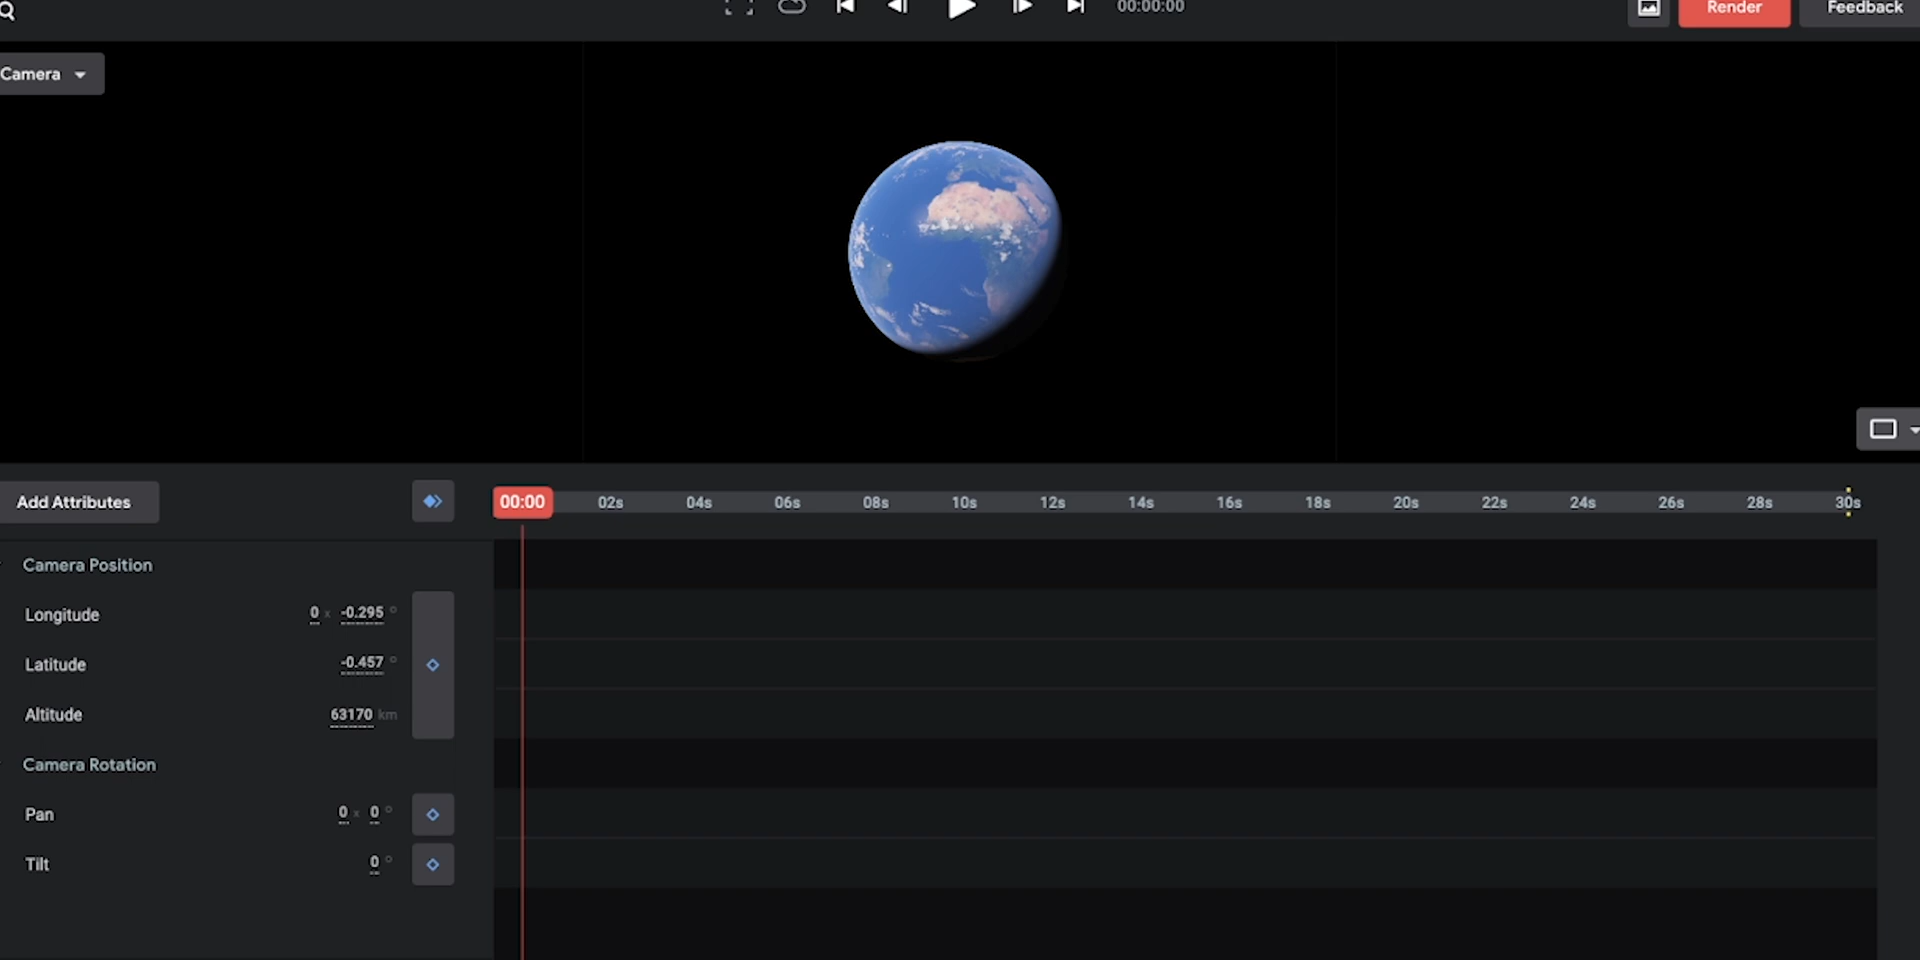 00:00:00
Render
Feedback
Camera
Add Attributes
00:00 02s 04s 06s 08s 10s 12s 14s 16s 18s 20s 22s 24s 26s 28s 30s
Camera Position
Longitude 0 x -0.295 °
Latitude -0.457 °
Altitude 63170 km
Camera Rotation
Pan 0 x 0 °
Tilt 0 °